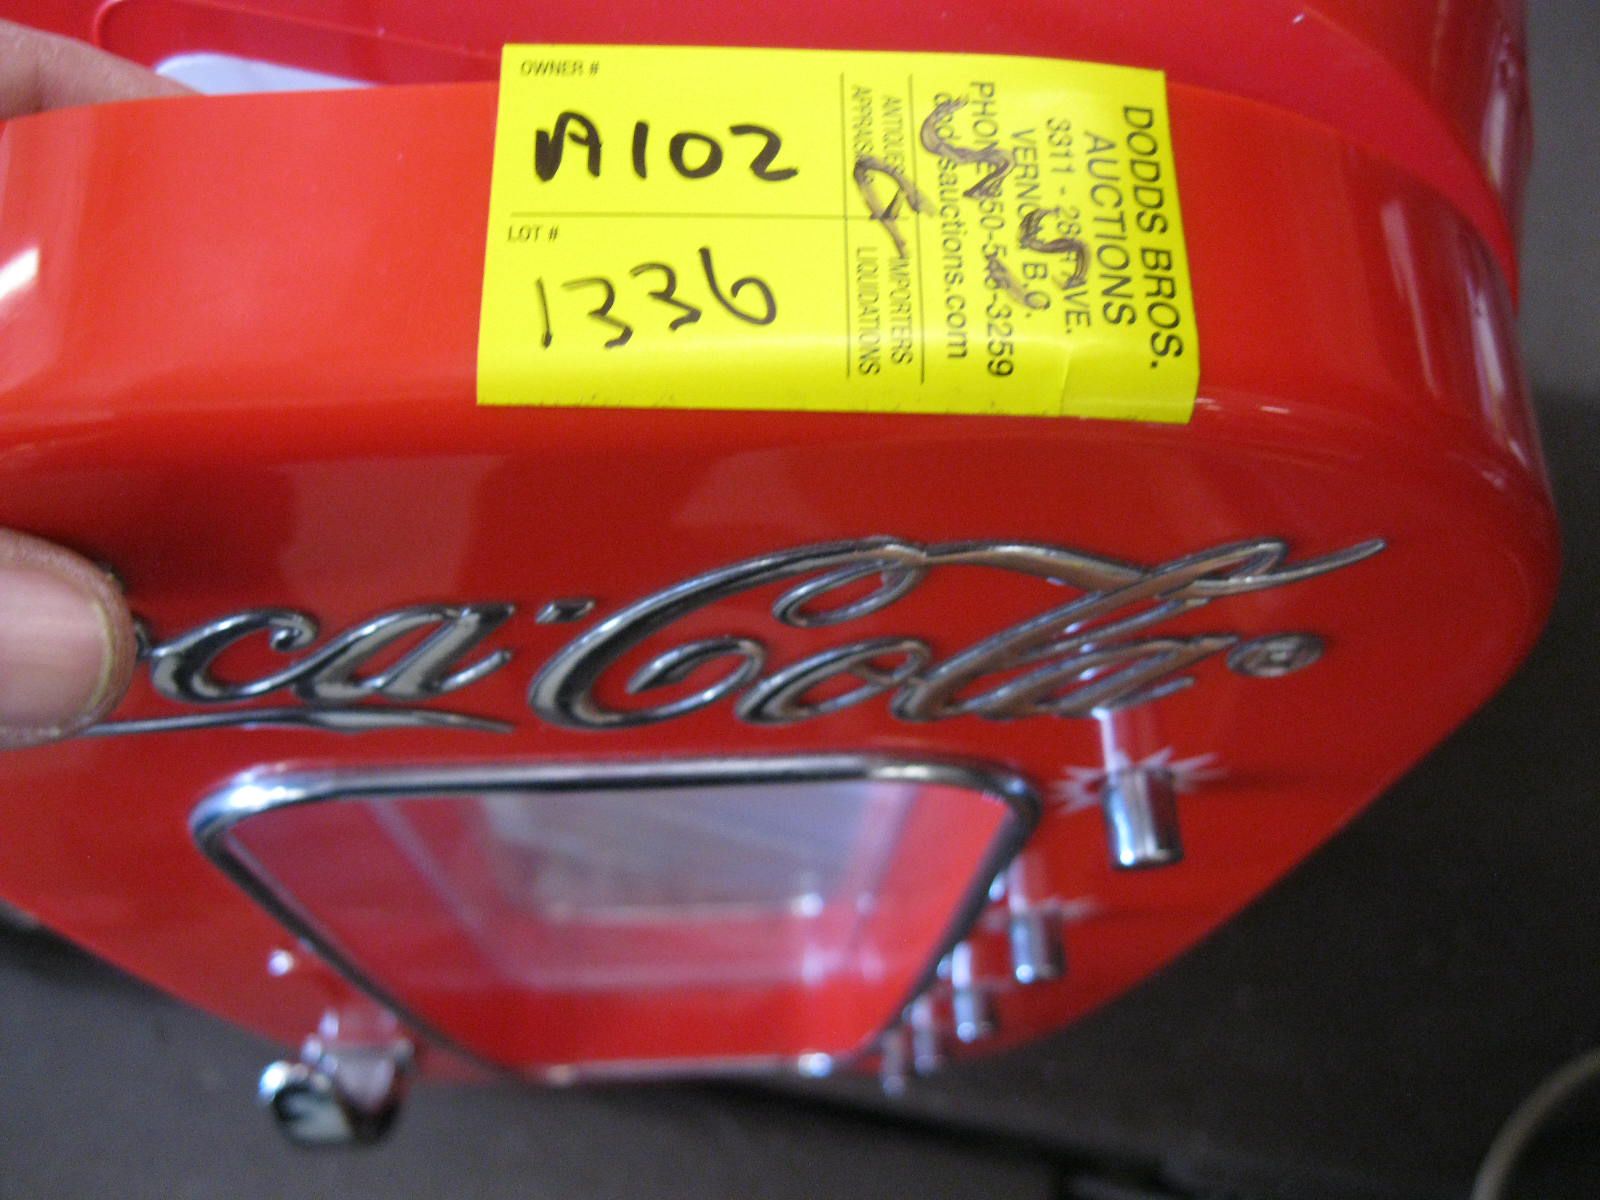 OWNER #
A102
LOT #
1336
DODDS BROS.
AUCTIONS
3311 - 28 AVE.
VERNON, B.C.
PHONE 250-545-3259
doddsauctions.com
ANTIQUES IMPORTERS
APPRAISALS LIQUIDATIONS
Coca-Cola®